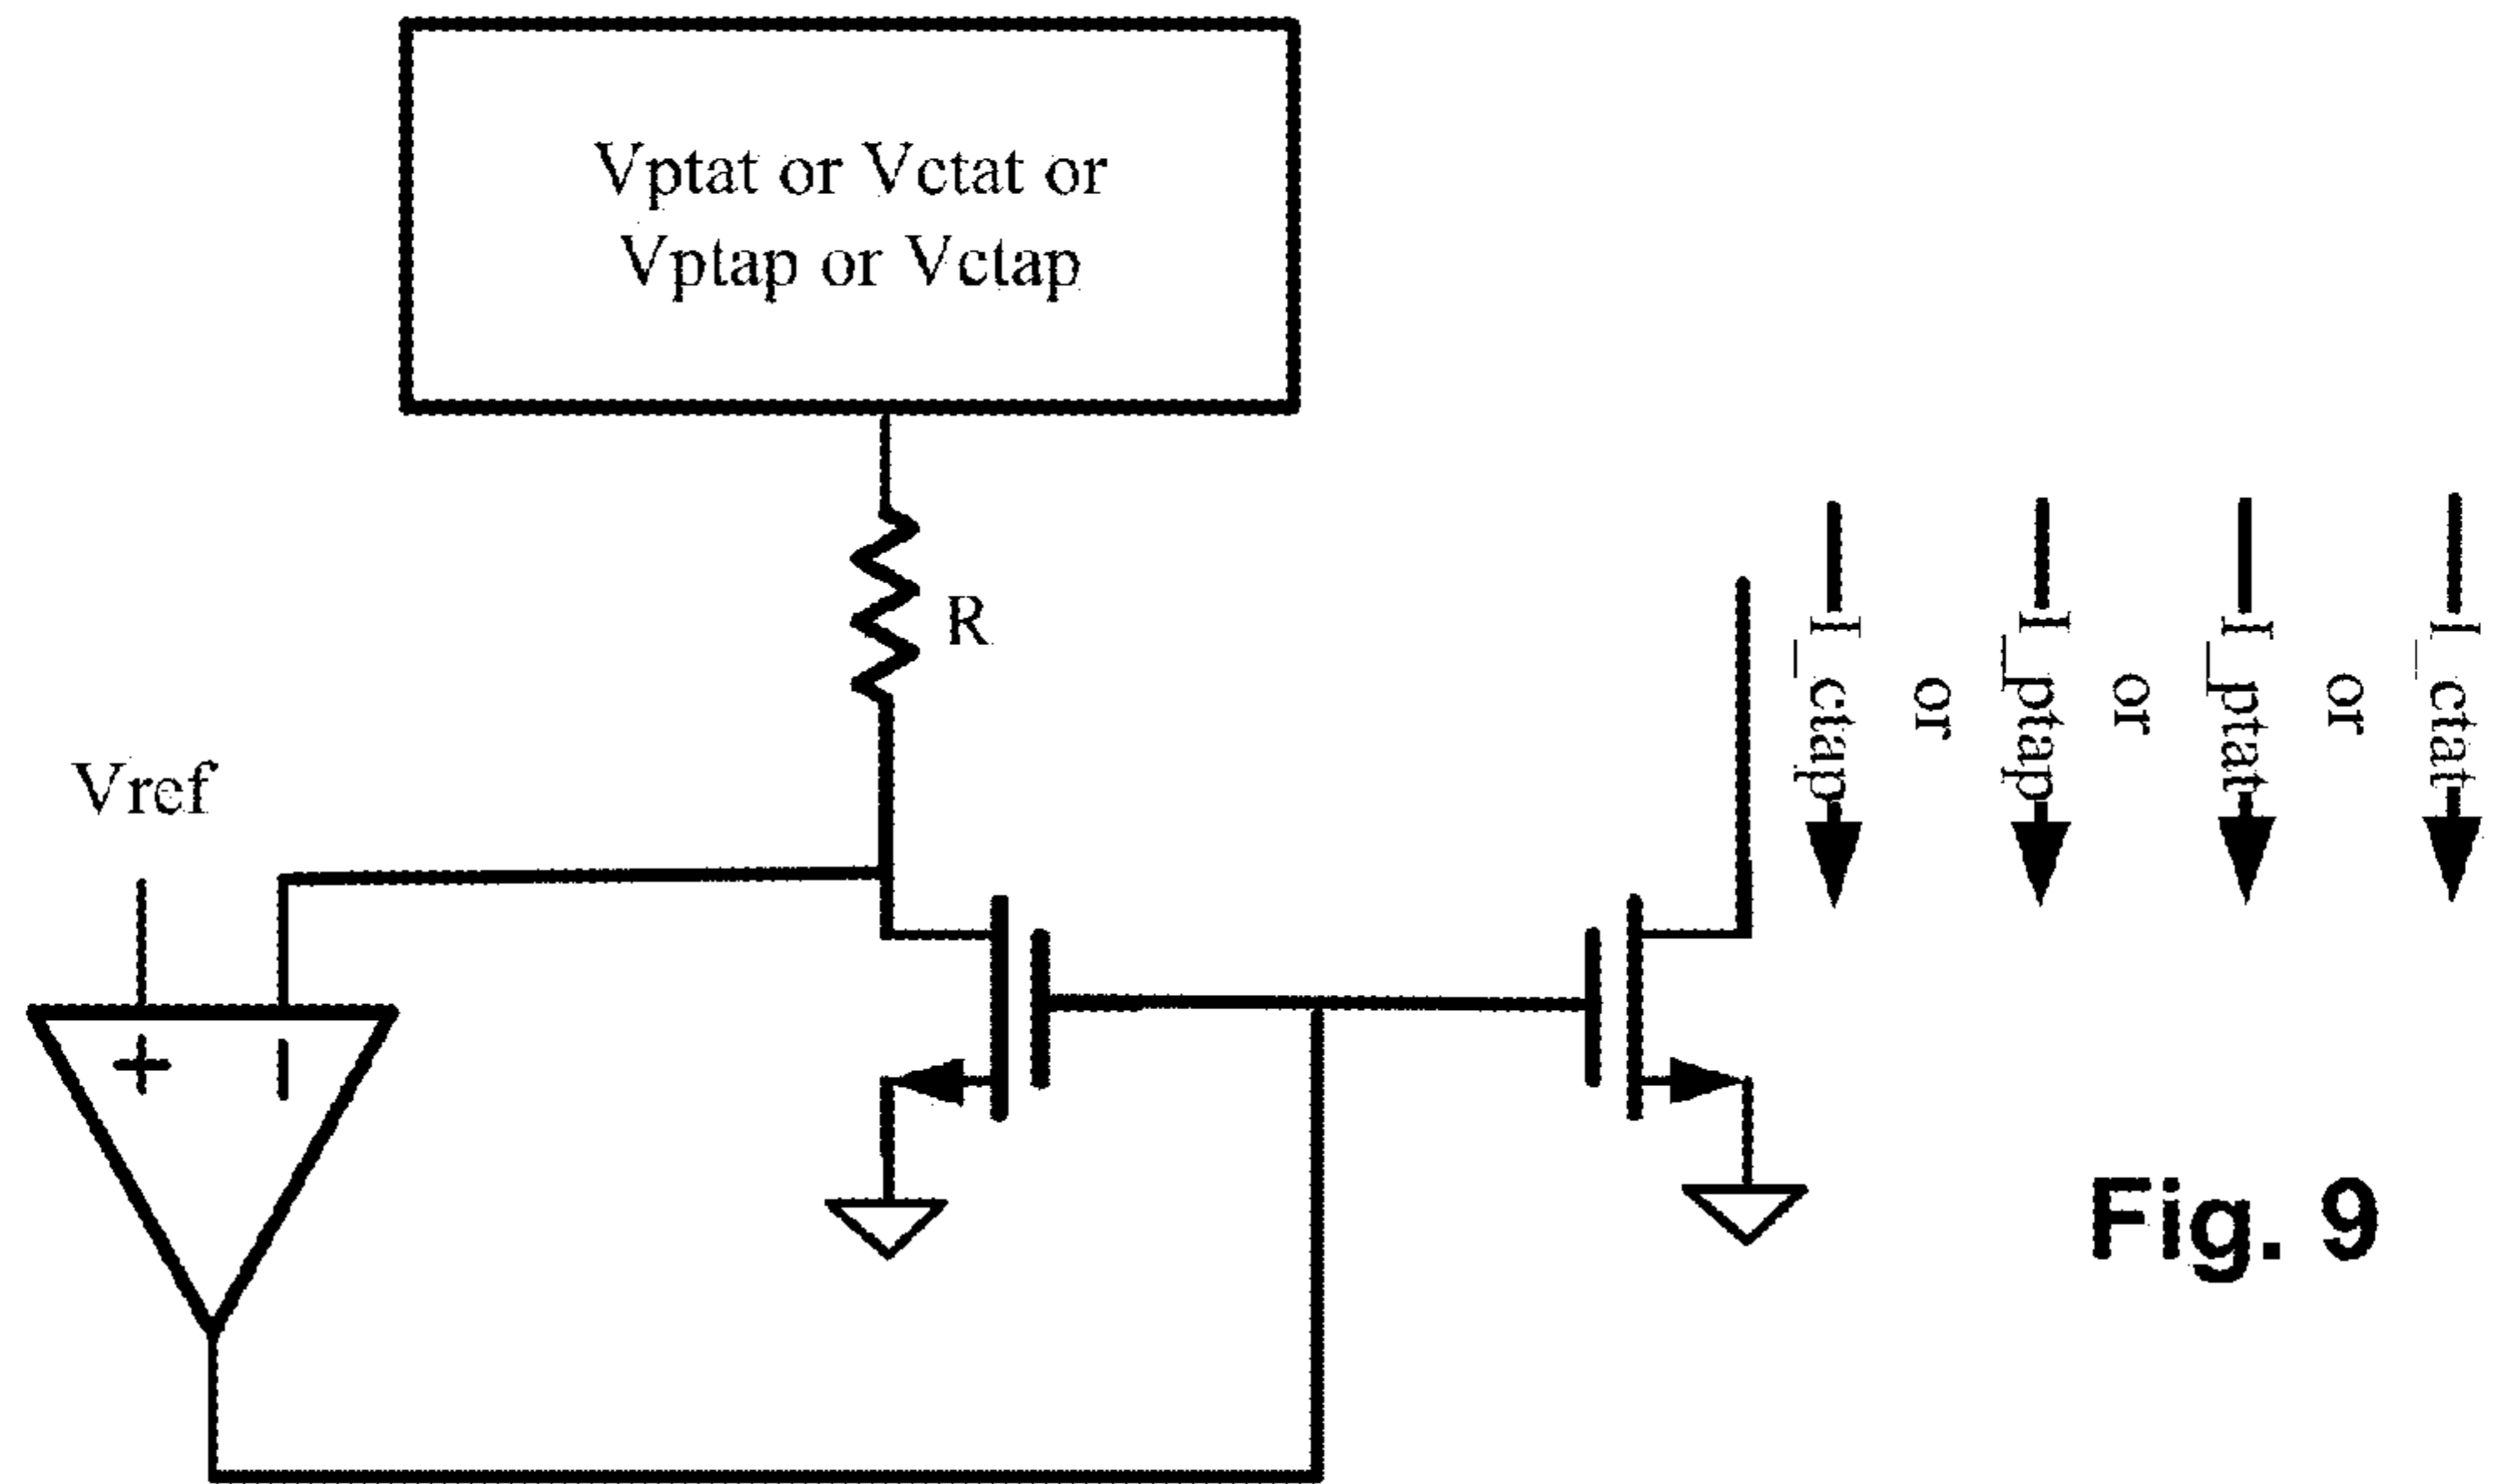 Vptat or Vctat or
Vptap or Vctap
R
Vref
+
I_ctap
or
I_ptap
or
I_ptat
or
I_ctat
Fig. 9